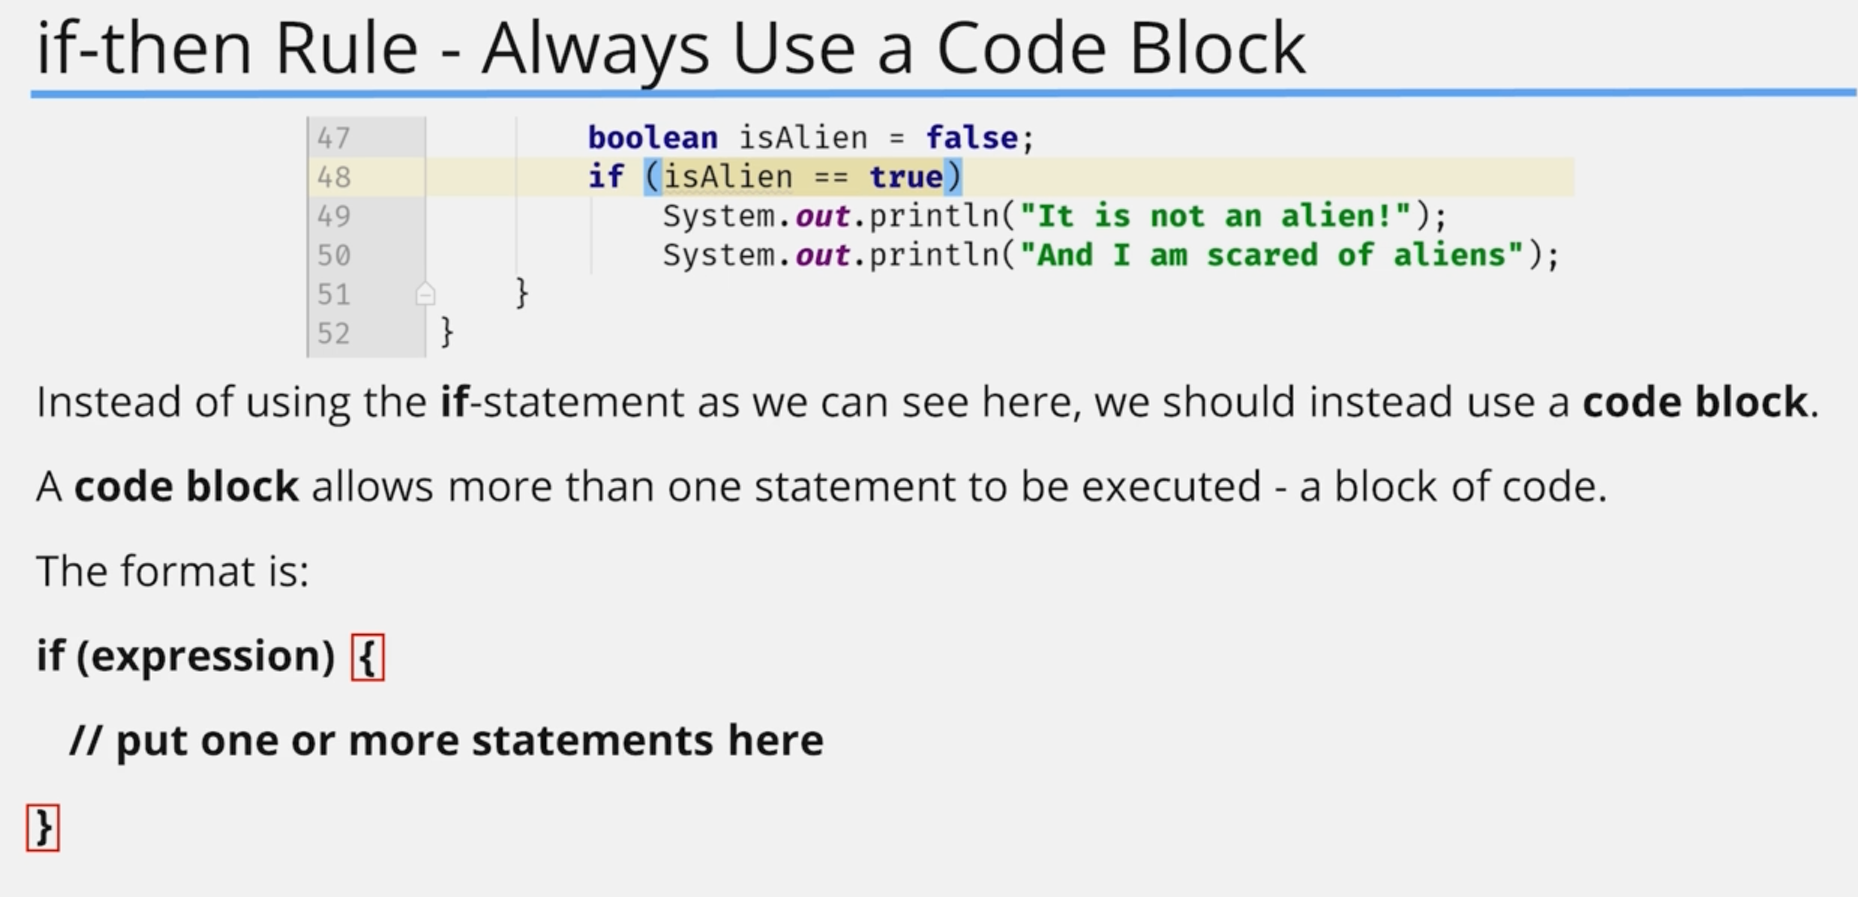 if-then Rule - Always Use a Code Block
47 boolean isAlien = false;
48 if (isAlien == true)
49 System.out.println("It is not an alien!");
50 System.out.println("And I am scared of aliens");
51 }
52 }
Instead of using the if-statement as we can see here, we should instead use a code block.
A code block allows more than one statement to be executed - a block of code.
The format is:
if (expression) {
// put one or more statements here
}